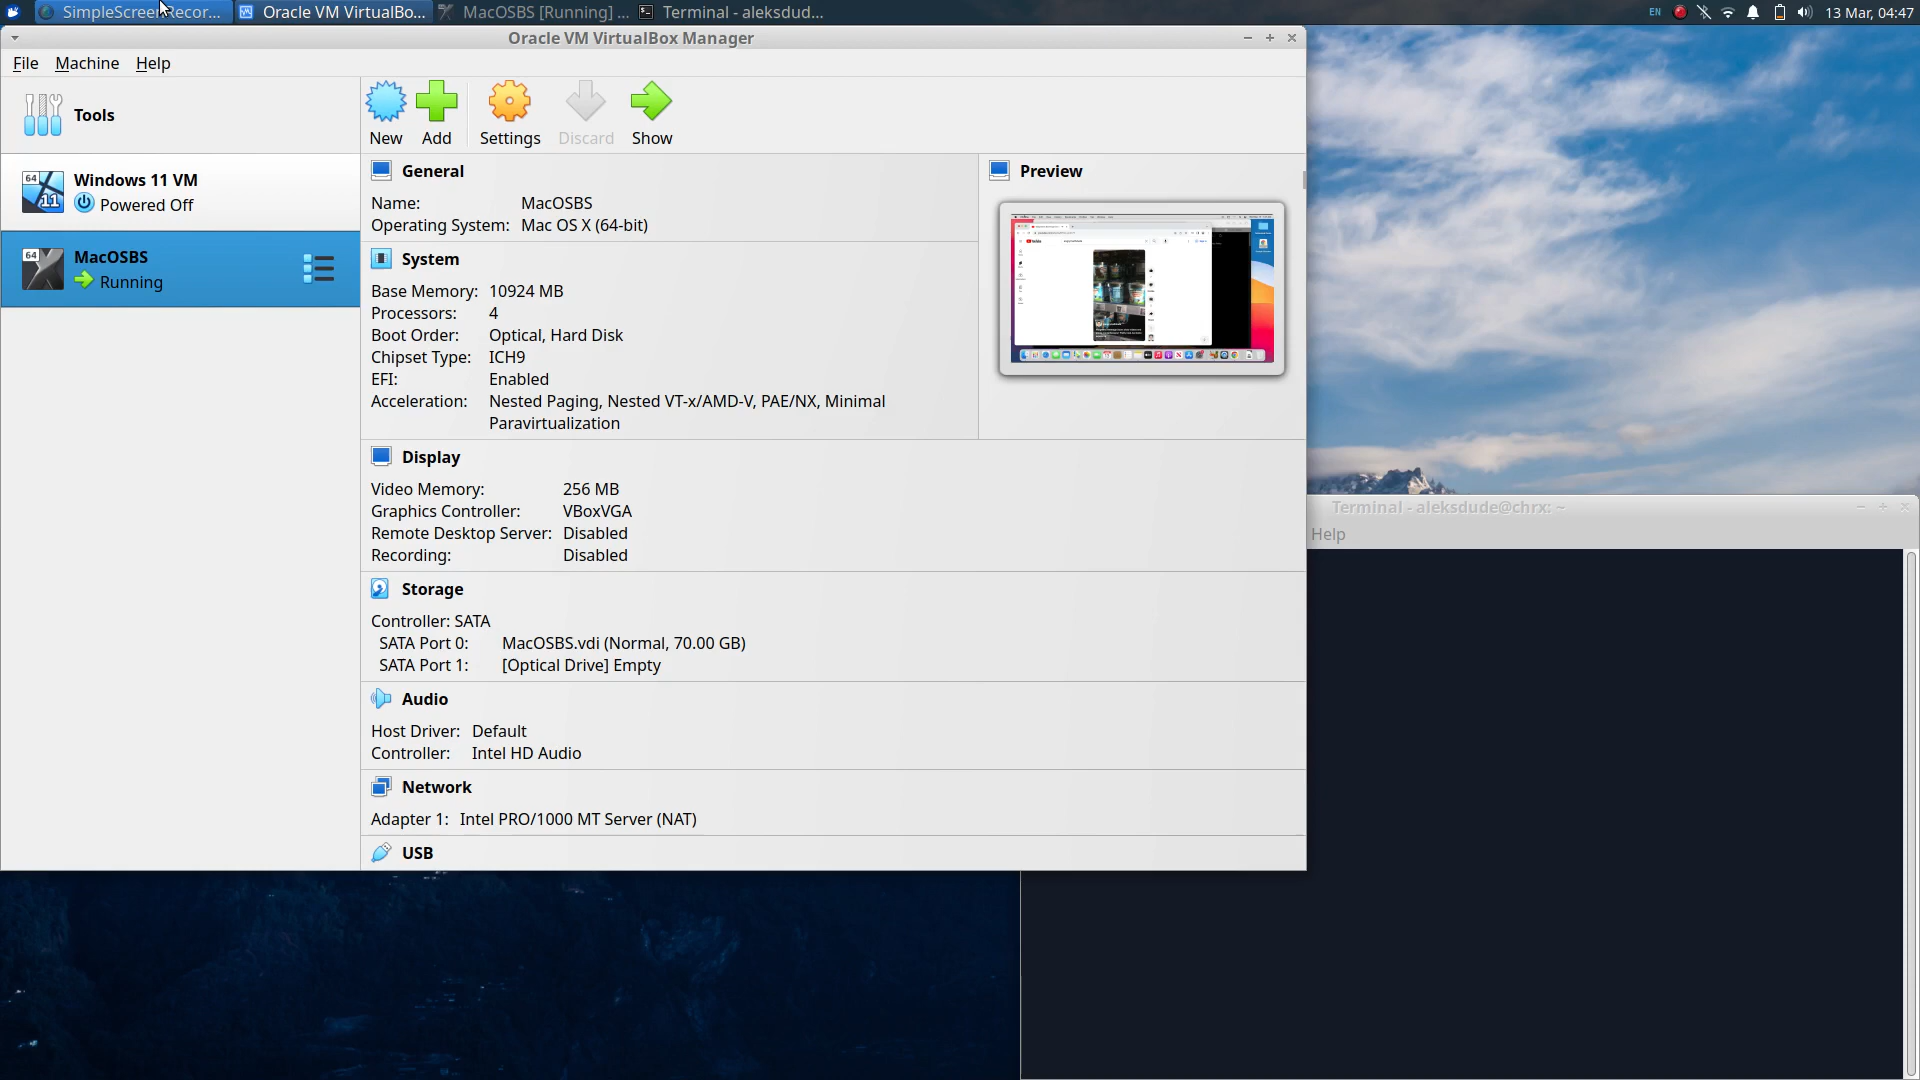 SimpleScreenRecor...
Oracle VM VirtualBo...
MacOSBS [Running] ...
Terminal - aleksdud...
EN
13 Mar, 04:47
Oracle VM VirtualBox Manager
File Machine Help
Tools
New
Add
Settings
Discard
Show
64
11
Windows 11 VM
Powered Off
64
MacOSBS
Running
General
Name: MacOSBS
Operating System: Mac OS X (64-bit)
Preview
System
Base Memory: 10924 MB
Processors: 4
Boot Order: Optical, Hard Disk
Chipset Type: ICH9
EFI: Enabled
Acceleration: Nested Paging, Nested VT-x/AMD-V, PAE/NX, Minimal
Paravirtualization
Display
Video Memory: 256 MB
Graphics Controller: VBoxVGA
Remote Desktop Server: Disabled
Recording: Disabled
Storage
Controller: SATA
SATA Port 0: MacOSBS.vdi (Normal, 70.00 GB)
SATA Port 1: [Optical Drive] Empty
Audio
Host Driver: Default
Controller: Intel HD Audio
Network
Adapter 1: Intel PRO/1000 MT Server (NAT)
USB
Terminal - aleksdude@chrx: ~
Help